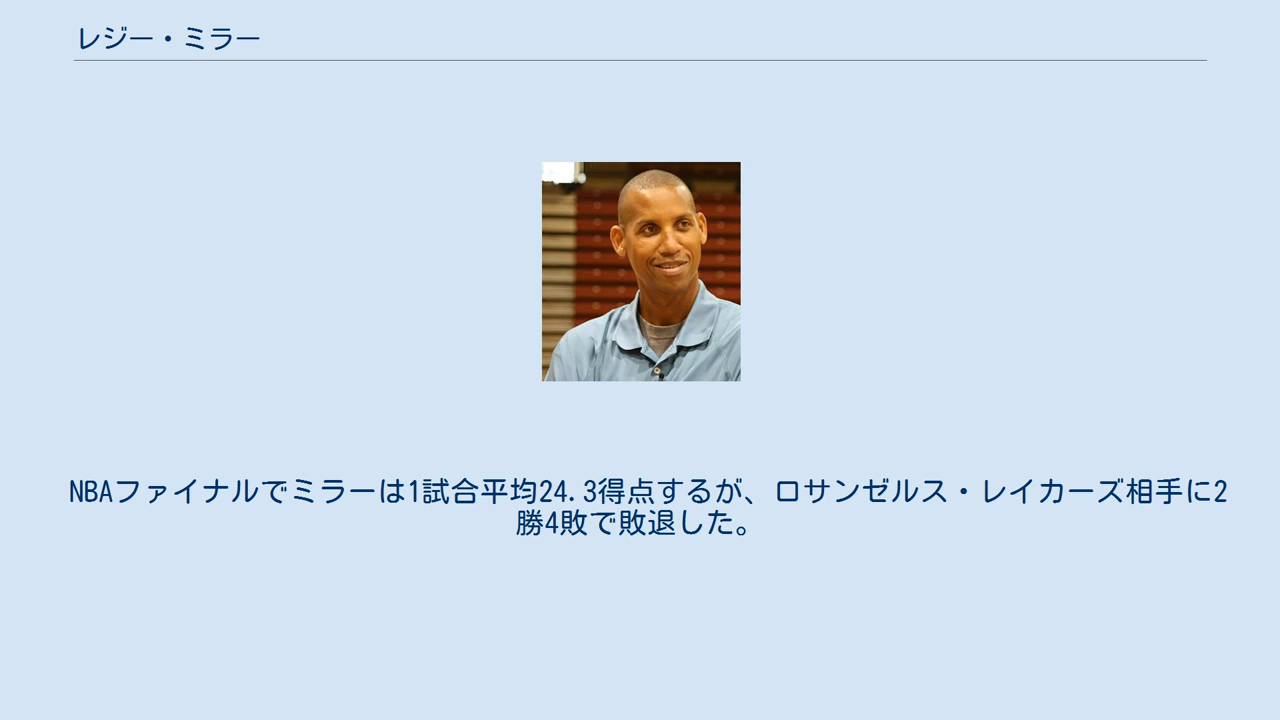 レジー・ミラー
NBAファイナルでミラーは1試合平均24.3得点するが、ロサンゼルス・レイカーズ相手に2
勝4敗で敗退した。